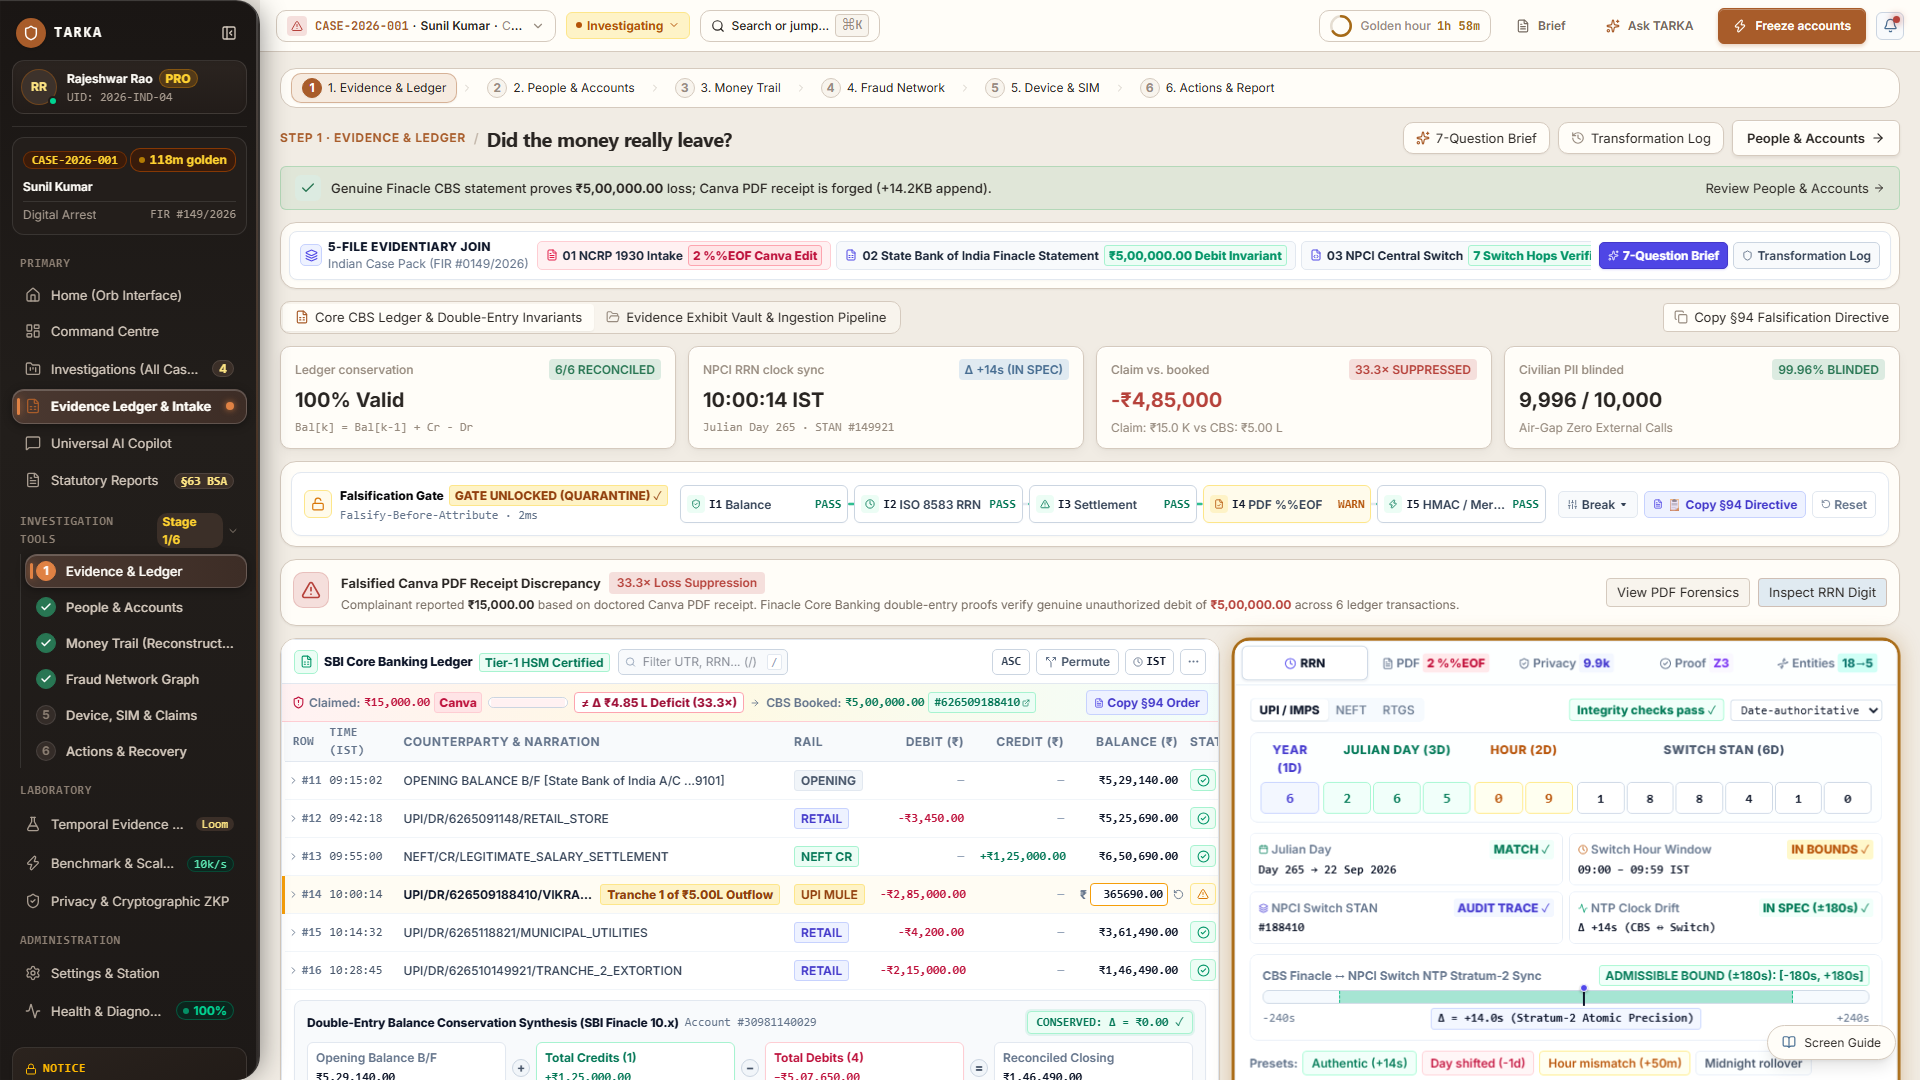 TARKA
RR
Rajeshwar Rao PRO
UID: 2026-IND-04
CASE-2026-001 118m golden
Sunil Kumar
Digital Arrest FIR #149/2026
PRIMARY
Home (Orb Interface)
Command Centre
Investigations (All Cas... 4
Evidence Ledger & Intake
Universal AI Copilot
Statutory Reports §63 BSA
INVESTIGATION TOOLS Stage 1/6
1 Evidence & Ledger
People & Accounts
Money Trail (Reconstruct...
Fraud Network Graph
5 Device, SIM & Claims
6 Actions & Recovery
LABORATORY
Temporal Evidence ... Loom
Benchmark & Scal... 10k/s
Privacy & Cryptographic ZKP
ADMINISTRATION
Settings & Station
Health & Diagno... 100%
NOTICE
CASE-2026-001 · Sunil Kumar · C...
Investigating
Search or jump... ⌘K
Golden hour 1h 58m
Brief
Ask TARKA
Freeze accounts
1 1. Evidence & Ledger
2 2. People & Accounts
3 3. Money Trail
4 4. Fraud Network
5 5. Device & SIM
6 6. Actions & Report
STEP 1 · EVIDENCE & LEDGER / Did the money really leave?
7-Question Brief
Transformation Log
People & Accounts →
Genuine Finacle CBS statement proves ₹5,00,000.00 loss; Canva PDF receipt is forged (+14.2KB append).
Review People & Accounts →
5-FILE EVIDENTIARY JOIN
Indian Case Pack (FIR #0149/2026)
01 NCRP 1930 Intake 2 %%EOF Canva Edit
02 State Bank of India Finacle Statement ₹5,00,000.00 Debit Invariant
03 NPCI Central Switch 7 Switch Hops Verifi
7-Question Brief
Transformation Log
Core CBS Ledger & Double-Entry Invariants
Evidence Exhibit Vault & Ingestion Pipeline
Copy §94 Falsification Directive
Ledger conservation 6/6 RECONCILED
100% Valid
Bal[k] = Bal[k-1] + Cr - Dr
NPCI RRN clock sync Δ +14s (IN SPEC)
10:00:14 IST
Julian Day 265 · STAN #149921
Claim vs. booked 33.3× SUPPRESSED
-₹4,85,000
Claim: ₹15.0 K vs CBS: ₹5.00 L
Civilian PII blinded 99.96% BLINDED
9,996 / 10,000
Air-Gap Zero External Calls
Falsification Gate GATE UNLOCKED (QUARANTINE) ✓
Falsify-Before-Attribute · 2ms
I1 Balance PASS
I2 ISO 8583 RRN PASS
I3 Settlement PASS
I4 PDF %%EOF WARN
I5 HMAC / Mer... PASS
Break
Copy §94 Directive
Reset
Falsified Canva PDF Receipt Discrepancy 33.3× Loss Suppression
Complainant reported ₹15,000.00 based on doctored Canva PDF receipt. Finacle Core Banking double-entry proofs verify genuine unauthorized debit of ₹5,00,000.00 across 6 ledger transactions.
View PDF Forensics
Inspect RRN Digit
SBI Core Banking Ledger Tier-1 HSM Certified
Filter UTR, RRN... (/) /
ASC
Permute
IST
...
Claimed: ₹15,000.00 Canva
≠ Δ ₹4.85 L Deficit (33.3×) → CBS Booked: ₹5,00,000.00 #626509188410
Copy §94 Order
ROW TIME (IST) COUNTERPARTY & NARRATION RAIL DEBIT (₹) CREDIT (₹) BALANCE (₹) STAT
#11 09:15:02 OPENING BALANCE B/F [State Bank of India A/C ...9101] OPENING — — ₹5,29,140.00
#12 09:42:18 UPI/DR/6265091148/RETAIL_STORE RETAIL -₹3,450.00 — ₹5,25,690.00
#13 09:55:00 NEFT/CR/LEGITIMATE_SALARY_SETTLEMENT NEFT CR — +₹1,25,000.00 ₹6,50,690.00
#14 10:00:14 UPI/DR/626509188410/VIKRA... Tranche 1 of ₹5.00L Outflow UPI MULE -₹2,85,000.00 — ₹ 365690.00
#15 10:14:32 UPI/DR/6265118821/MUNICIPAL_UTILITIES RETAIL -₹4,200.00 — ₹3,61,490.00
#16 10:28:45 UPI/DR/626510149921/TRANCHE_2_EXTORTION RETAIL -₹2,15,000.00 — ₹1,46,490.00
Double-Entry Balance Conservation Synthesis (SBI Finacle 10.x) Account #30981140029 CONSERVED: Δ = ₹0.00 ✓
Opening Balance B/F
₹5,29,140.00
+
Total Credits (1)
+₹1,25,000.00
−
Total Debits (4)
-₹5,07,650.00
=
Reconciled Closing
₹1,46,490.00
RRN
PDF 2 %%EOF
Privacy 9.9k
Proof Z3
Entities 18→5
UPI / IMPS NEFT RTGS
Integrity checks pass ✓
Date-authoritative
YEAR (1D) JULIAN DAY (3D) HOUR (2D) SWITCH STAN (6D)
6 2 6 5 0 9 1 8 8 4 1 0
Julian Day MATCH ✓
Day 265 → 22 Sep 2026
Switch Hour Window IN BOUNDS ✓
09:00 - 09:59 IST
NPCI Switch STAN AUDIT TRACE ✓
#188410
NTP Clock Drift IN SPEC (±180s) ✓
Δ +14s (CBS ↔ Switch)
CBS Finacle ↔ NPCI Switch NTP Stratum-2 Sync ADMISSIBLE BOUND (±180s): [-180s, +180s]
-240s Δ = +14.0s (Stratum-2 Atomic Precision) +240s
Screen Guide
Presets: Authentic (+14s) Day shifted (-1d) Hour mismatch (+50m) Midnight rollover